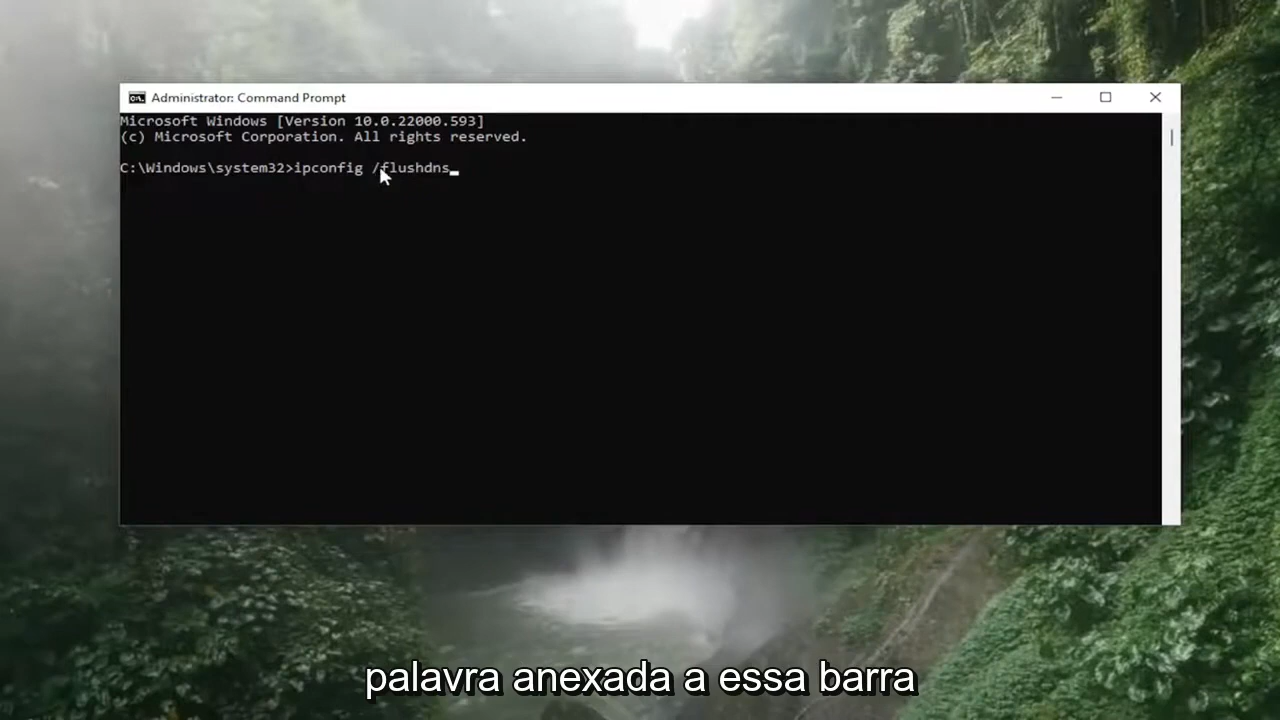 Administrator: Command Prompt
Microsoft Windows [Version 10.0.22000.593]
(c) Microsoft Corporation. All rights reserved.
C:\Windows\system32>ipconfig /flushdns
palavra anexada a essa barra